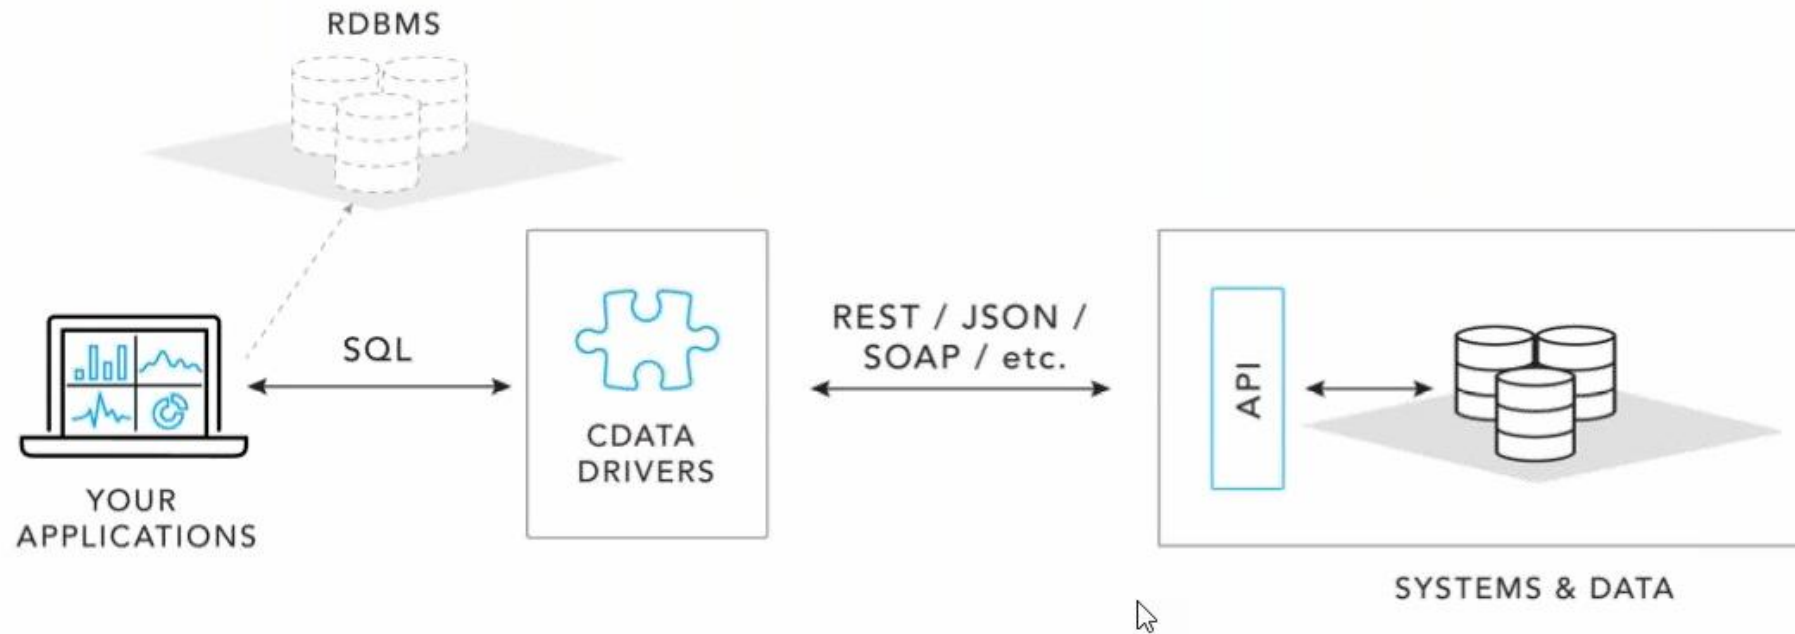 RDBMS
SQL
YOUR
APPLICATIONS
CDATA
DRIVERS
REST / JSON /
SOAP / etc.
API
SYSTEMS & DATA